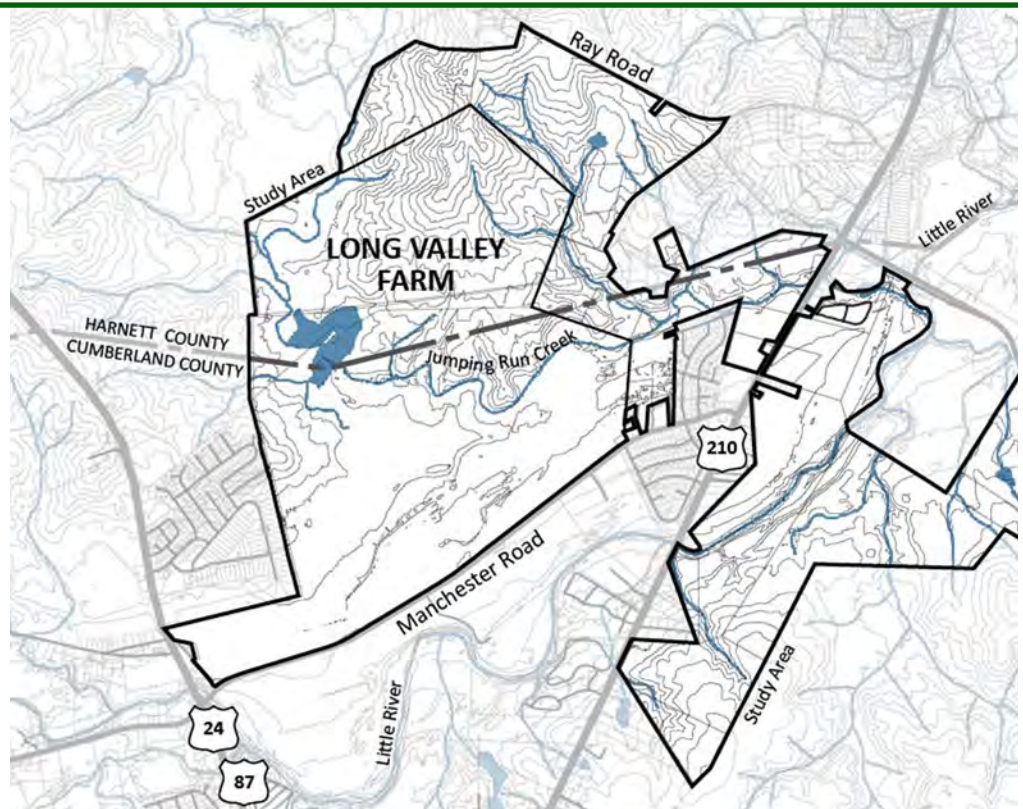 Ray Road
Study Area
Little River
LONG VALLEY
FARM
HARNETT COUNTY
CUMBERLAND COUNTY
Jumping Run Creek
210
Manchester Road
Study Area
Little River
24
87